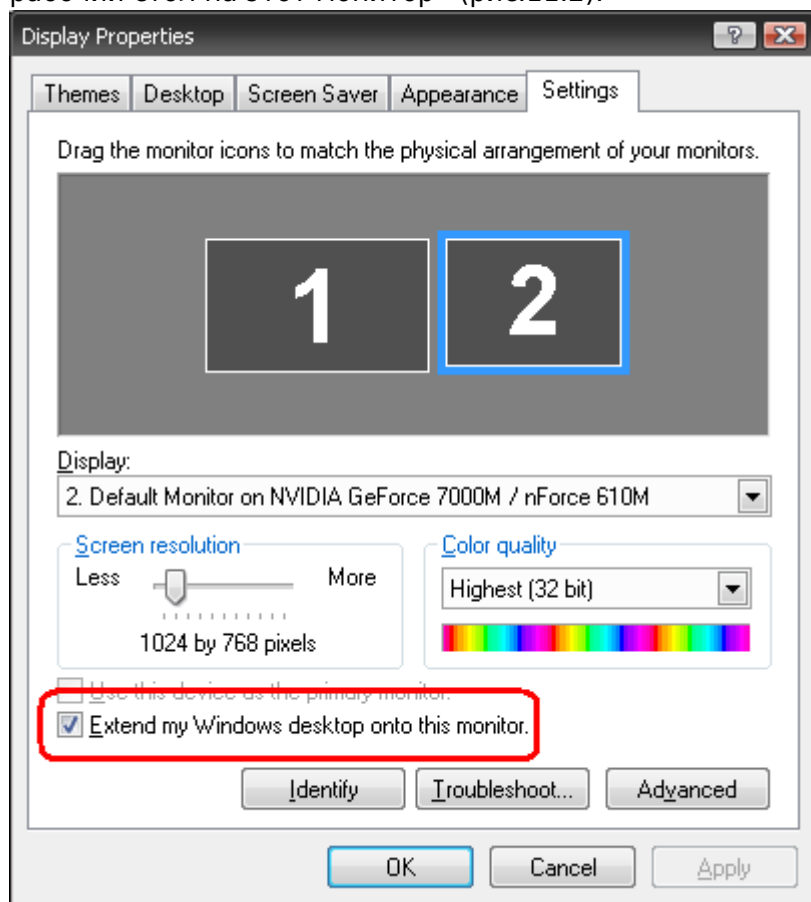 Display Properties
Themes Desktop Screen Saver Appearance Settings
Drag the monitor icons to match the physical arrangement of your monitors.
1 2
Display:
2. Default Monitor on NVIDIA GeForce 7000M / nForce 610M
Screen resolution Color quality
Less More Highest (32 bit)
1024 by 768 pixels
Use this device as the primary monitor.
Extend my Windows desktop onto this monitor.
Identify Troubleshoot... Advanced
OK Cancel Apply